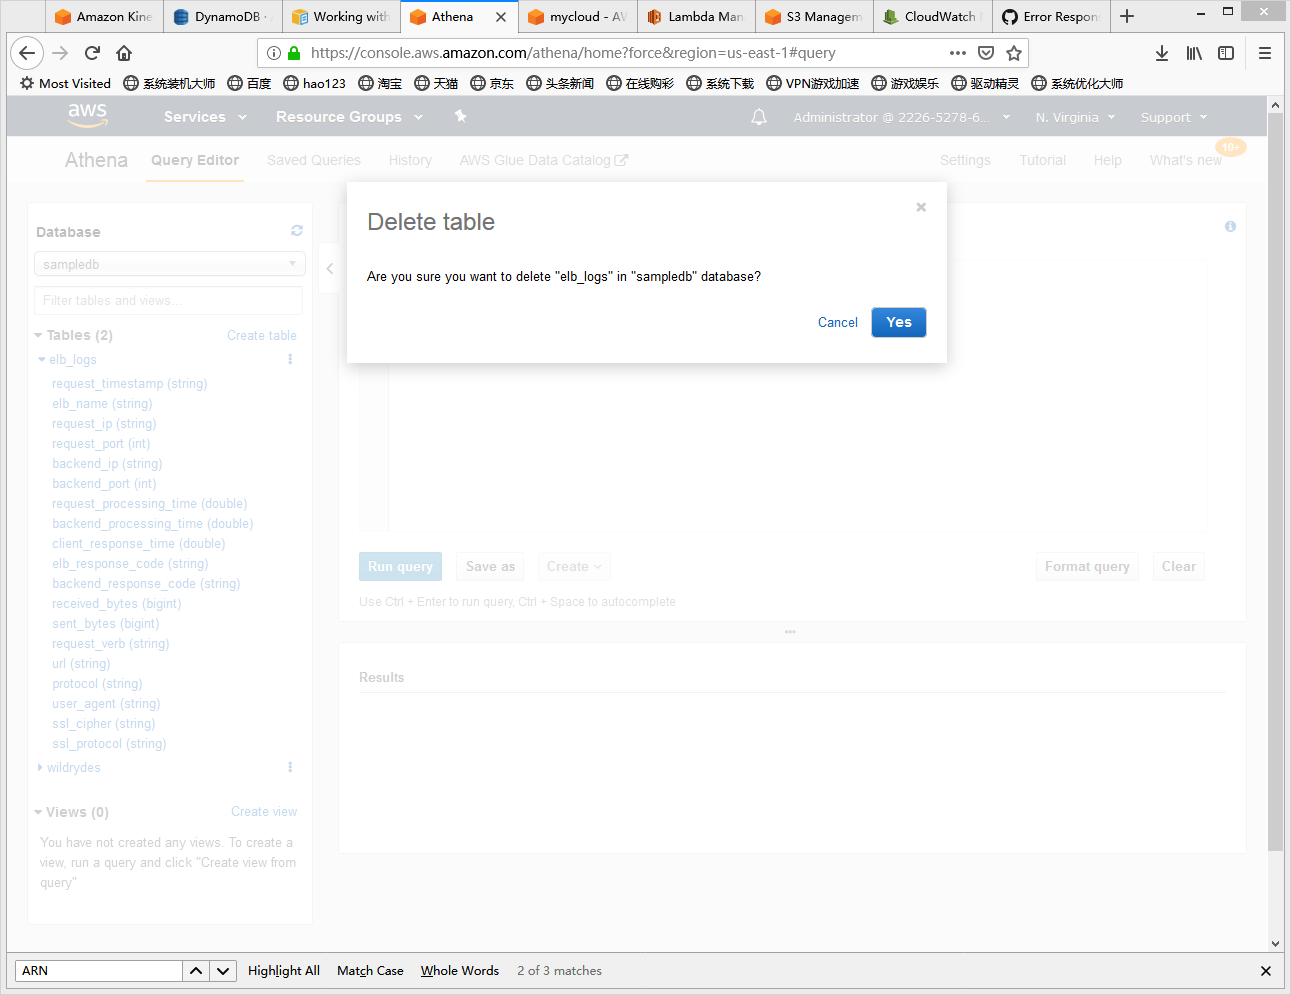 Amazon Kine
DynamoDB ·
Working with
Athena
mycloud - AV
Lambda Man
S3 Managem
CloudWatch
Error Respon
https://console.aws.amazon.com/athena/home?force&region=us-east-1#query
Most Visited
系统装机大师
百度
hao123
淘宝
天猫
京东
头条新闻
在线购彩
系统下载
VPN游戏加速
游戏娱乐
驱动精灵
系统优化大师
aws
Services
Resource Groups
Administrator @ 2226-5278-6...
N. Virginia
Support
Athena
Query Editor
Saved Queries
History
AWS Glue Data Catalog
Settings
Tutorial
Help
What's new
10+
Delete table
Are you sure you want to delete "elb_logs" in "sampledb" database?
Cancel
Yes
Database
sampledb
Filter tables and views...
Tables (2)
Create table
elb_logs
request_timestamp (string)
elb_name (string)
request_ip (string)
request_port (int)
backend_ip (string)
backend_port (int)
request_processing_time (double)
backend_processing_time (double)
client_response_time (double)
elb_response_code (string)
backend_response_code (string)
received_bytes (bigint)
sent_bytes (bigint)
request_verb (string)
url (string)
protocol (string)
user_agent (string)
ssl_cipher (string)
ssl_protocol (string)
wildrydes
Views (0)
Create view
You have not created any views. To create a
view, run a query and click "Create view from
query"
Run query
Save as
Create
Format query
Clear
Use Ctrl + Enter to run query, Ctrl + Space to autocomplete
Results
ARN
Highlight All
Match Case
Whole Words
2 of 3 matches